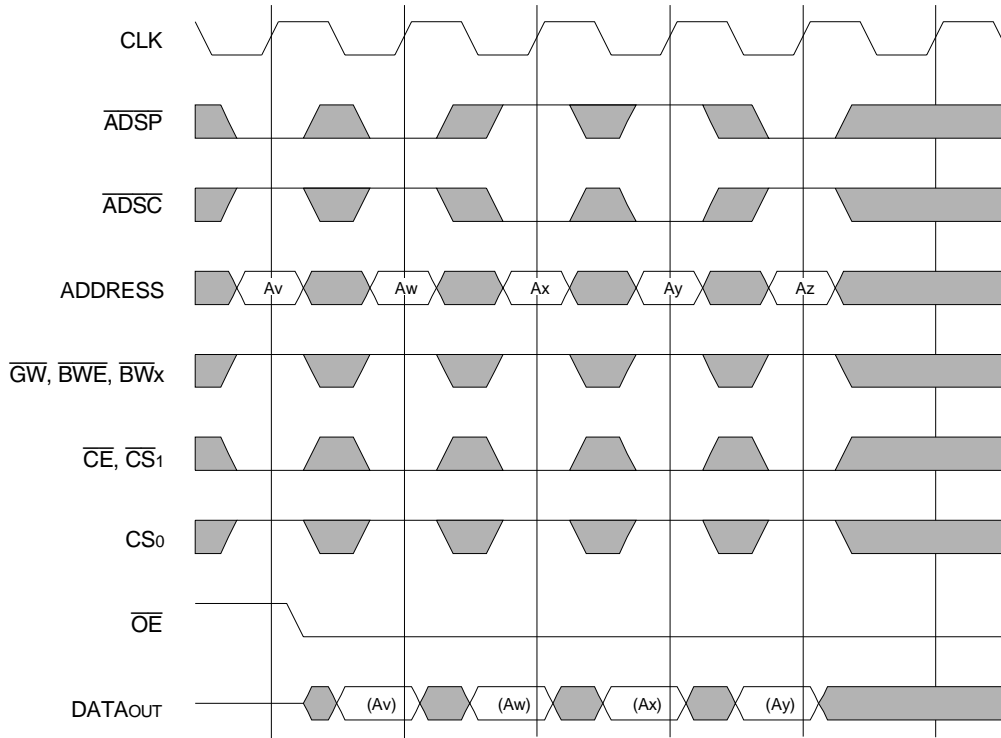 CLK
ADSP
ADSC
ADDRESS
Av Aw Ax Ay Az
GW, BWE, BWx
CE, CS1
CS0
OE
DATAOUT
(Av) (Aw) (Ax) (Ay)